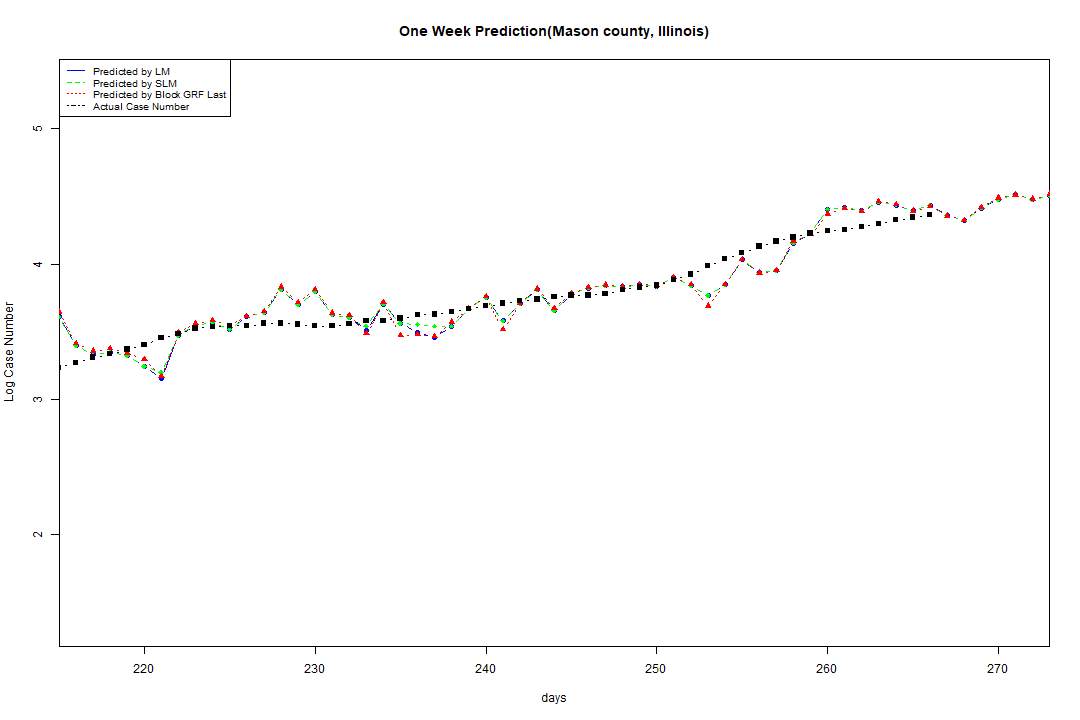 One Week Prediction(Mason county, Illinois)
Predicted by LM
Predicted by SLM
Predicted by Block GRF Last
Actual Case Number
5
4
3
2
Log Case Number
220 230 240 250 260 270
days